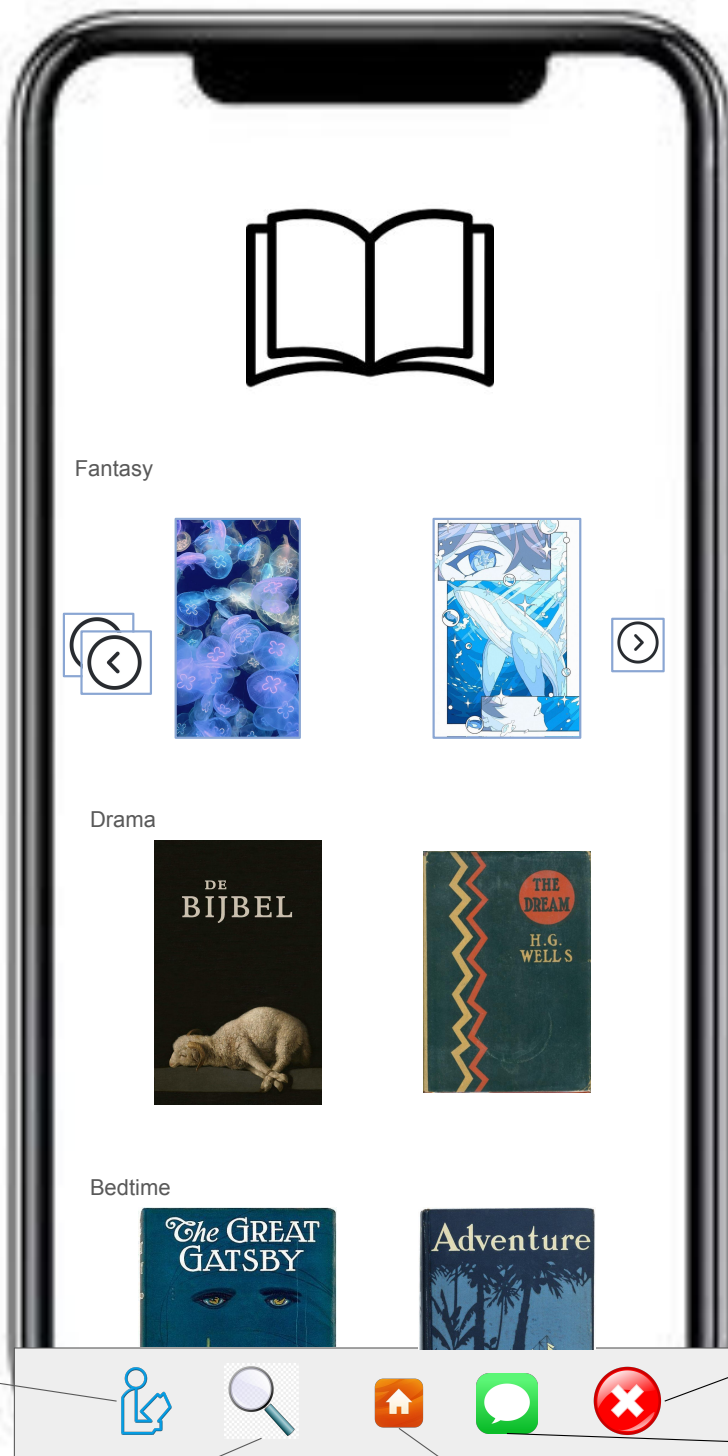 Fantasy
Drama
DE
BIJBEL
THE
DREAM
H.G.
WELLS
Bedtime
The GREAT
GATSBY
Adventure